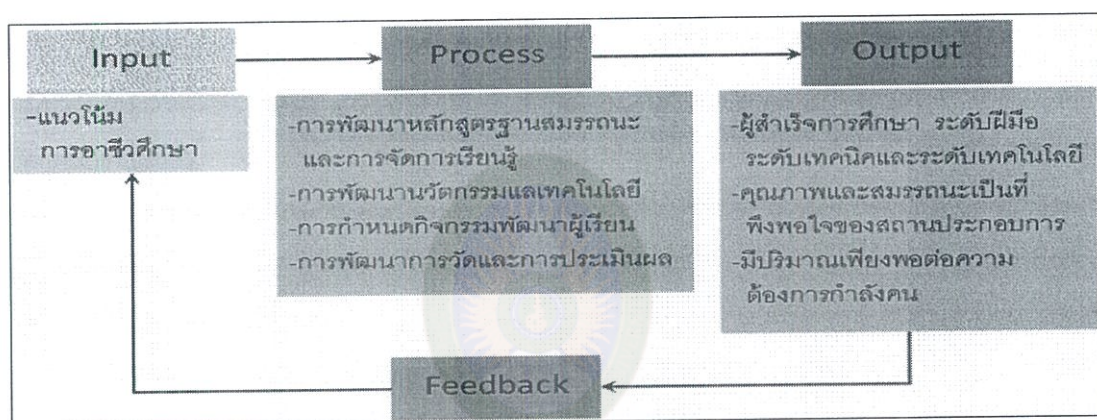 Input
Process
Output
-แนวโน้ม
การอาชีวศึกษา
-การพัฒนาหลักสูตรฐานสมรรถนะ
และการจัดการเรียนรู้
-การพัฒนานวัตกรรมแลเทคโนโลยี
-การกำหนดกิจกรรมพัฒนาผู้เรียน
-การพัฒนาการวัดและการประเมินผล
-ผู้สำเร็จการศึกษา ระดับฝีมือ
ระดับเทคนิคและระดับเทคโนโลยี
-คุณภาพและสมรรถนะเป็นที่
พึงพอใจของสถานประกอบการ
-มีปริมาณเพียงพอต่อความ
ต้องการกำลังคน
Feedback